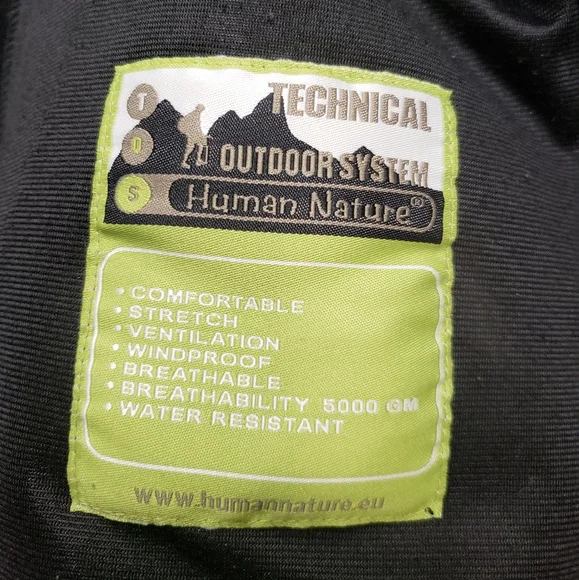 T TECHNICAL
O OUTDOOR SYSTEM
S Human Nature®
• COMFORTABLE
• STRETCH
• VENTILATION
• WINDPROOF
• BREATHABLE
• BREATHABILITY 5000 GM
• WATER RESISTANT
www.humannature.eu